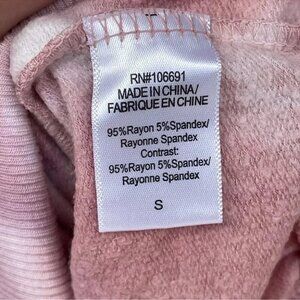 RN#106691
MADE IN CHINA/
FABRIQUE EN CHINE
95%Rayon 5%Spandex/
Rayonne Spandex
Contrast:
95%Rayon 5%Spandex/
Rayonne Spandex
S